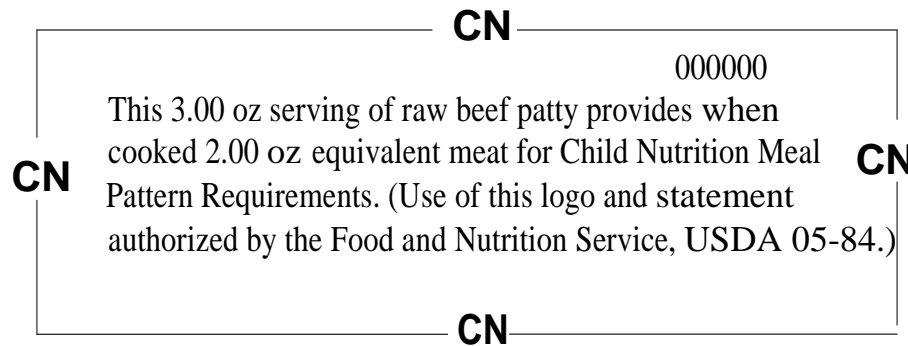 CN
000000
This 3.00 oz serving of raw beef patty provides when
CN cooked 2.00 oz equivalent meat for Child Nutrition Meal CN
Pattern Requirements. (Use of this logo and statement
authorized by the Food and Nutrition Service, USDA 05-84.)
CN